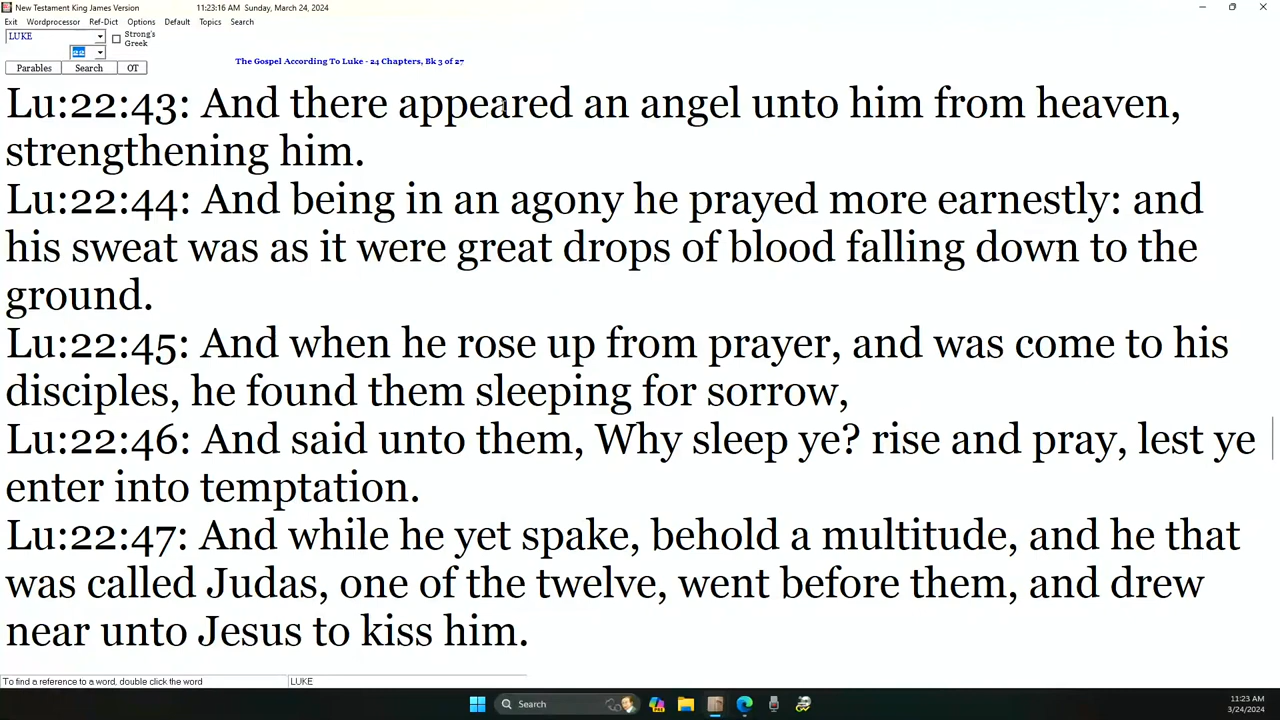 New Testament King James Version 11:23:16 AM Sunday, March 24, 2024
Exit Wordprocessor Ref-Dict Options Default Topics Search
LUKE
Strong's
Greek
22
The Gospel According To Luke - 24 Chapters, Bk 3 of 27
Parables Search OT
Lu:22:43: And there appeared an angel unto him from heaven,
strengthening him.
Lu:22:44: And being in an agony he prayed more earnestly: and
his sweat was as it were great drops of blood falling down to the
ground.
Lu:22:45: And when he rose up from prayer, and was come to his
disciples, he found them sleeping for sorrow,
Lu:22:46: And said unto them, Why sleep ye? rise and pray, lest ye
enter into temptation.
Lu:22:47: And while he yet spake, behold a multitude, and he that
was called Judas, one of the twelve, went before them, and drew
near unto Jesus to kiss him.
To find a reference to a word, double click the word LUKE
Search
11:23 AM
3/24/2024